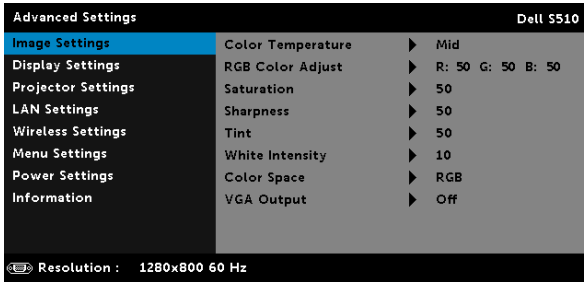 Advanced Settings Dell S510
Image Settings Color Temperature Mid
Display Settings RGB Color Adjust R: 50 G: 50 B: 50
Projector Settings Saturation 50
LAN Settings Sharpness 50
Wireless Settings Tint 50
Menu Settings White Intensity 10
Power Settings Color Space RGB
Information VGA Output Off
Resolution : 1280x800 60 Hz